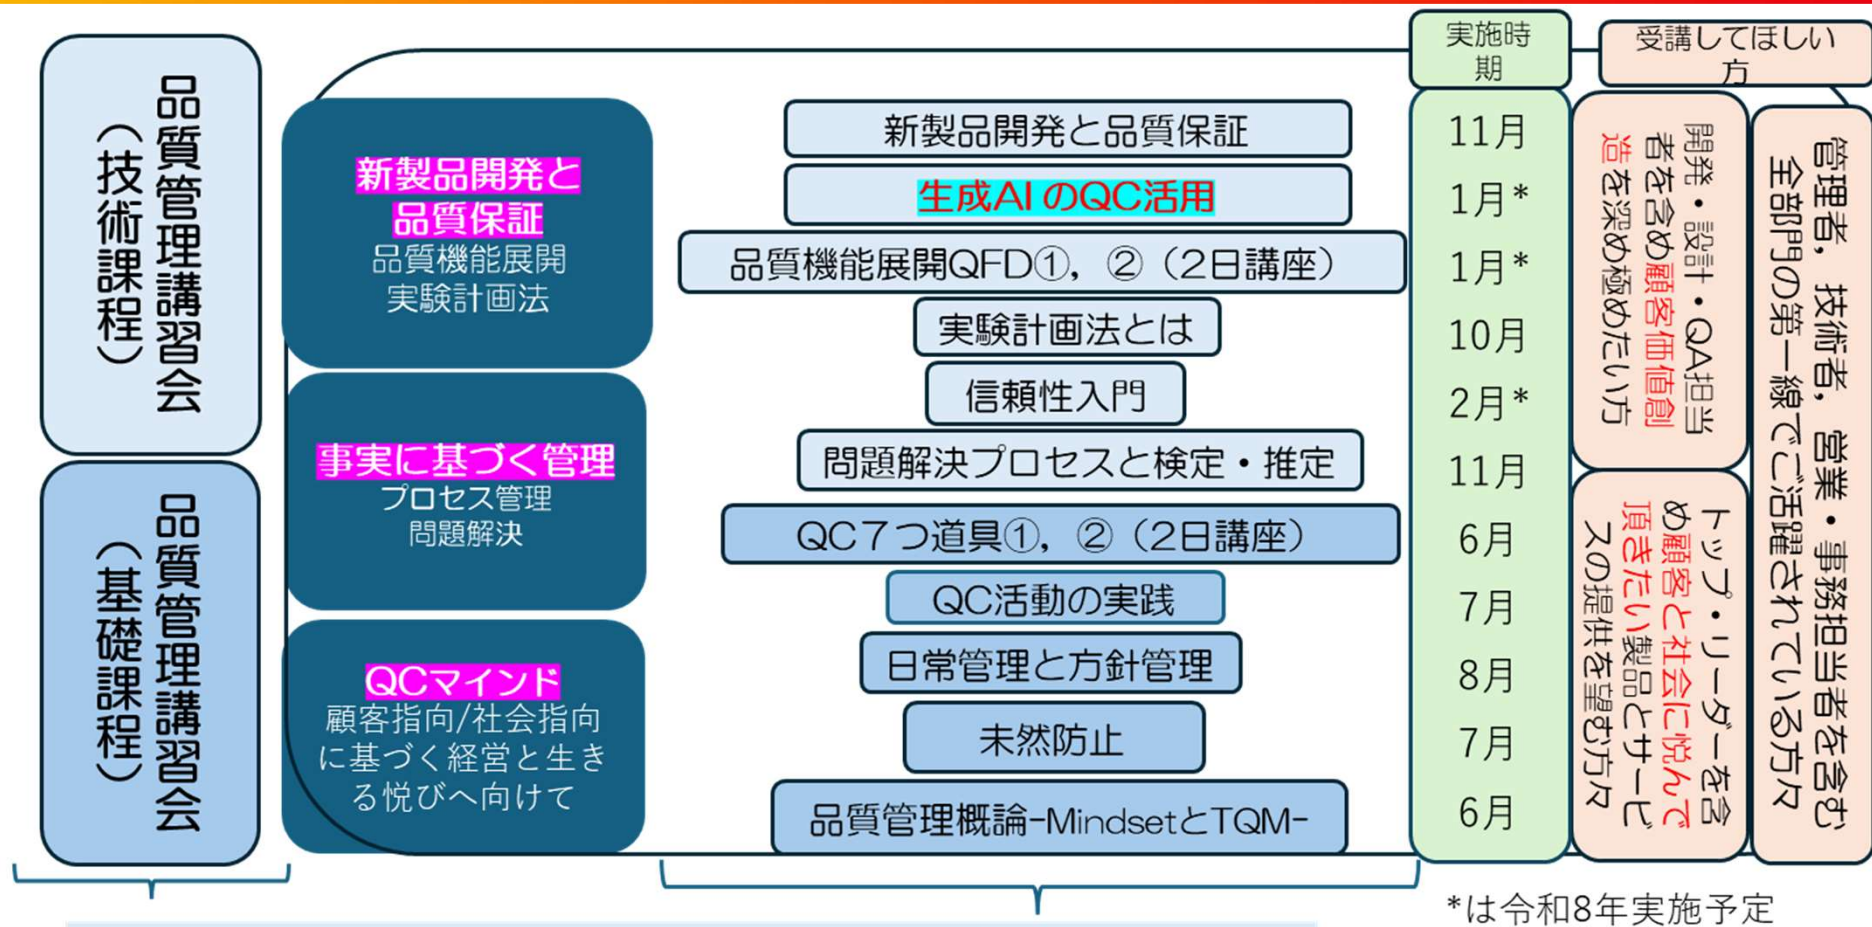 実施時
期
受講してほしい
方
品質管理講習会
（技術課程）
品質管理講習会
（基礎課程）
新製品開発と
品質保証
品質機能展開
実験計画法
事実に基づく管理
プロセス管理
問題解決
QCマインド
顧客指向/社会指向
に基づく経営と生き
る悦びへ向けて
新製品開発と品質保証
11月
生成AIのQC活用
1月*
品質機能展開QFD①，②（2日講座）
1月*
実験計画法とは
10月
信頼性入門
2月*
問題解決プロセスと検定・推定
11月
QC７つ道具①，②（2日講座）
6月
QC活動の実践
7月
日常管理と方針管理
8月
未然防止
7月
品質管理概論-MindsetとTQM-
6月
開発・設計・QA担当
者を含め顧客価値創
造を深め極めたい方
トップ・リーダーを含
め顧客と社会に悦んで
頂きたい製品とサービ
スの提供を望む方々
管理者，技術者，営業・事務担当者を含む
全部門の第一線でご活躍されている方々
*は令和8年実施予定